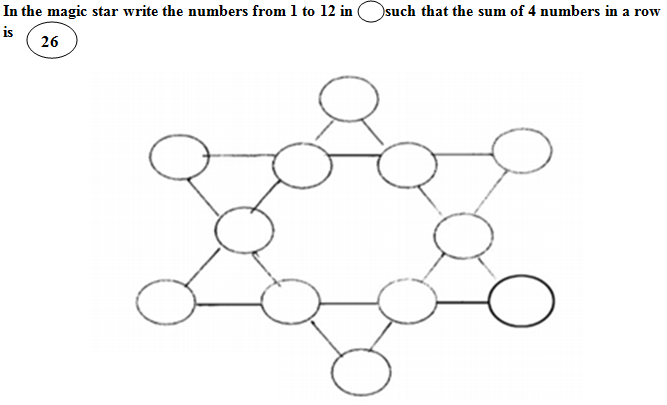 In the magic star write the numbers from 1 to 12 in such that the sum of 4 numbers in a row
is 26